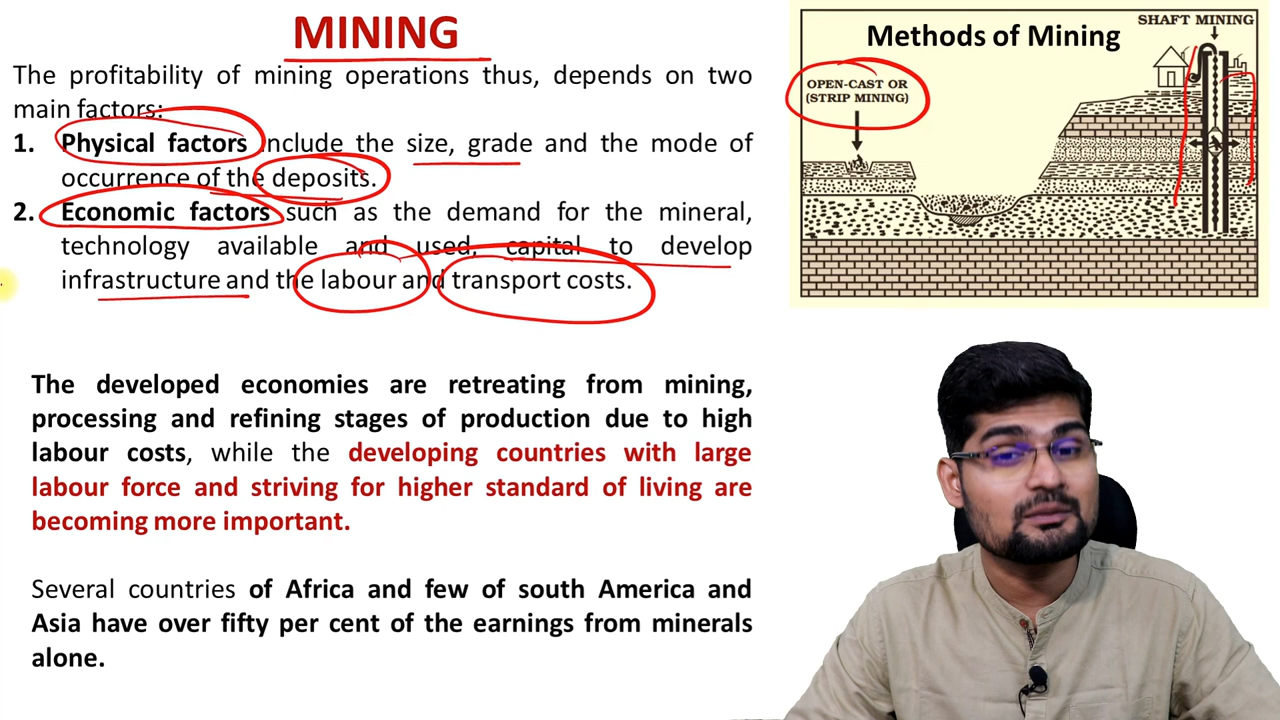 MINING
The profitability of mining operations thus, depends on two
main factors:
1. Physical factors include the size, grade and the mode of
occurrence of the deposits.
2. Economic factors such as the demand for the mineral,
technology available and used, capital to develop
infrastructure and the labour and transport costs.
The developed economies are retreating from mining,
processing and refining stages of production due to high
labour costs, while the developing countries with large
labour force and striving for higher standard of living are
becoming more important.
Several countries of Africa and few of south America and
Asia have over fifty per cent of the earnings from minerals
alone.
SHAFT MINING
Methods of Mining
OPEN-CAST OR
(STRIP MINING)